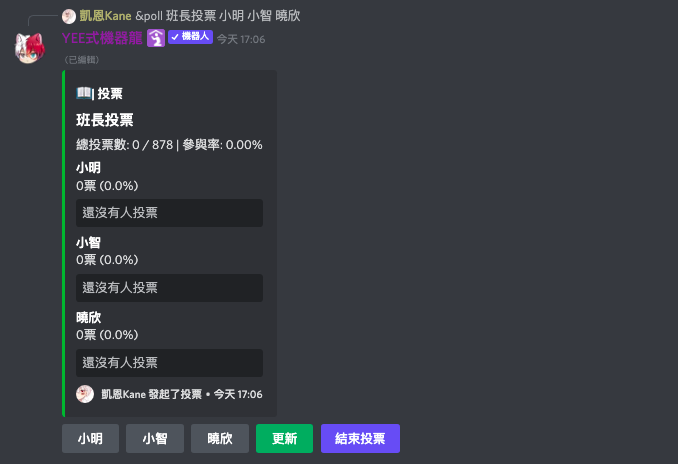 凱恩Kane &poll 班長投票 小明 小智 曉欣
YEE式機器龍 ✓ 機器人 今天 17:06
(已編輯)
| 投票
班長投票
總投票數: 0 / 878 | 參與率: 0.00%
小明
0票 (0.0%)
還沒有人投票
小智
0票 (0.0%)
還沒有人投票
曉欣
0票 (0.0%)
還沒有人投票
凱恩Kane 發起了投票 • 今天 17:06
小明 小智 曉欣 更新 結束投票